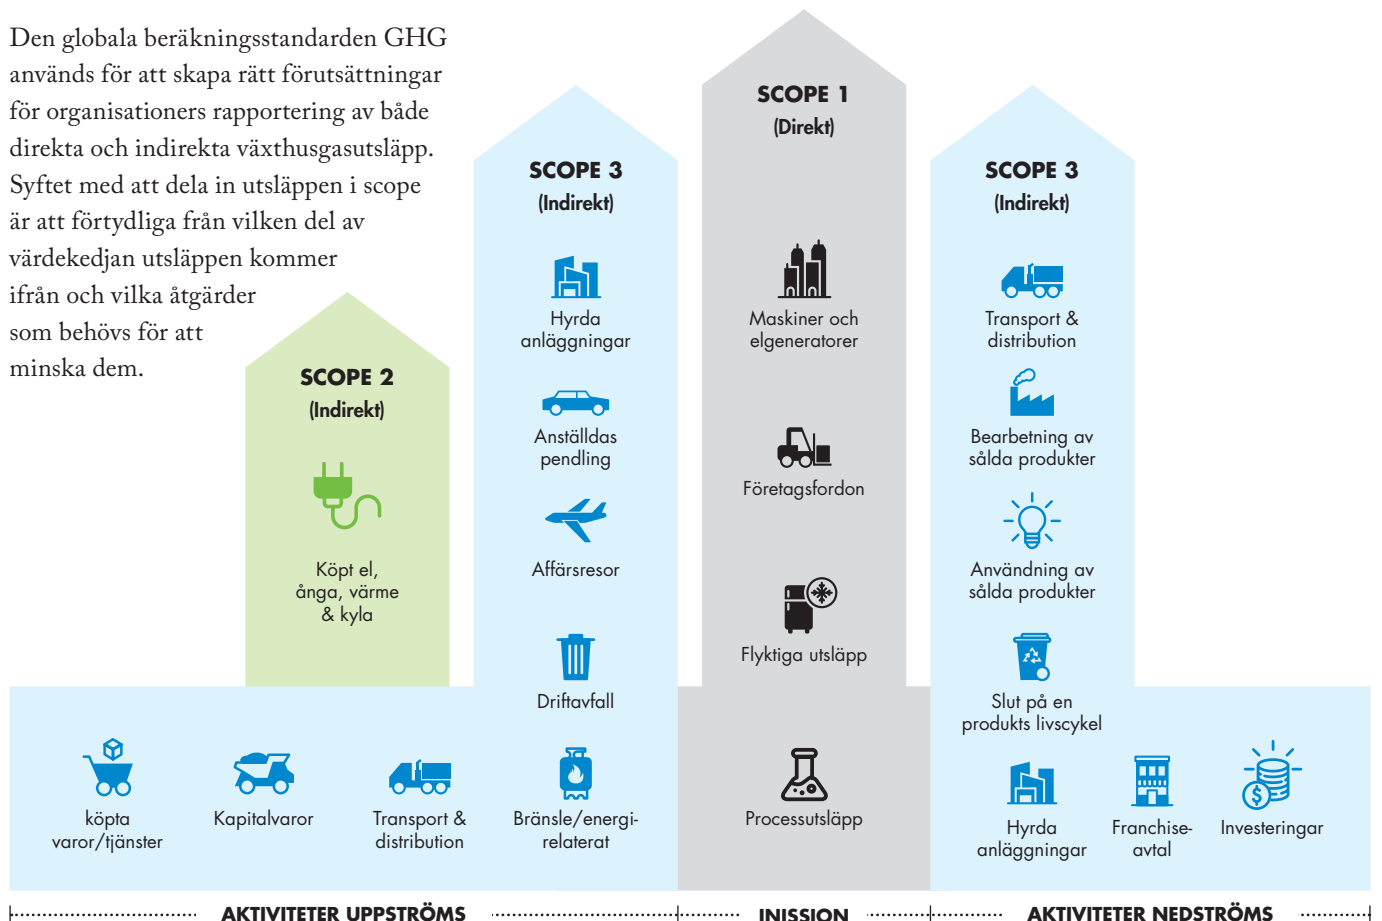 Den globala beräkningsstandarden GHG
används för att skapa rätt förutsättningar
för organisationers rapportering av både
direkta och indirekta växthusgasutsläpp.
Syftet med att dela in utsläppen i scope
är att förtydliga från vilken del av
värdekedjan utsläppen kommer
ifrån och vilka åtgärder
som behövs för att
minska dem.
SCOPE 2
(Indirekt)
Köpt el,
ånga, värme
& kyla
SCOPE 3
(Indirekt)
Hyrda
anläggningar
Anställdas
pendling
Affärsresor
Driftavfall
köpta
varor/tjänster
Kapitalvaror
Transport &
distribution
Bränsle/energi-
relaterat
SCOPE 1
(Direkt)
Maskiner och
elgeneratorer
Företagsfordon
Flyktiga utsläpp
Processutsläpp
SCOPE 3
(Indirekt)
Transport &
distribution
Bearbetning av
sålda produkter
Användning av
sålda produkter
Slut på en
produkts livscykel
Hyrda
anläggningar
Franchise-
avtal
Investeringar
AKTIVITETER UPPSTRÖMS
INISSION
AKTIVITETER NEDSTRÖMS